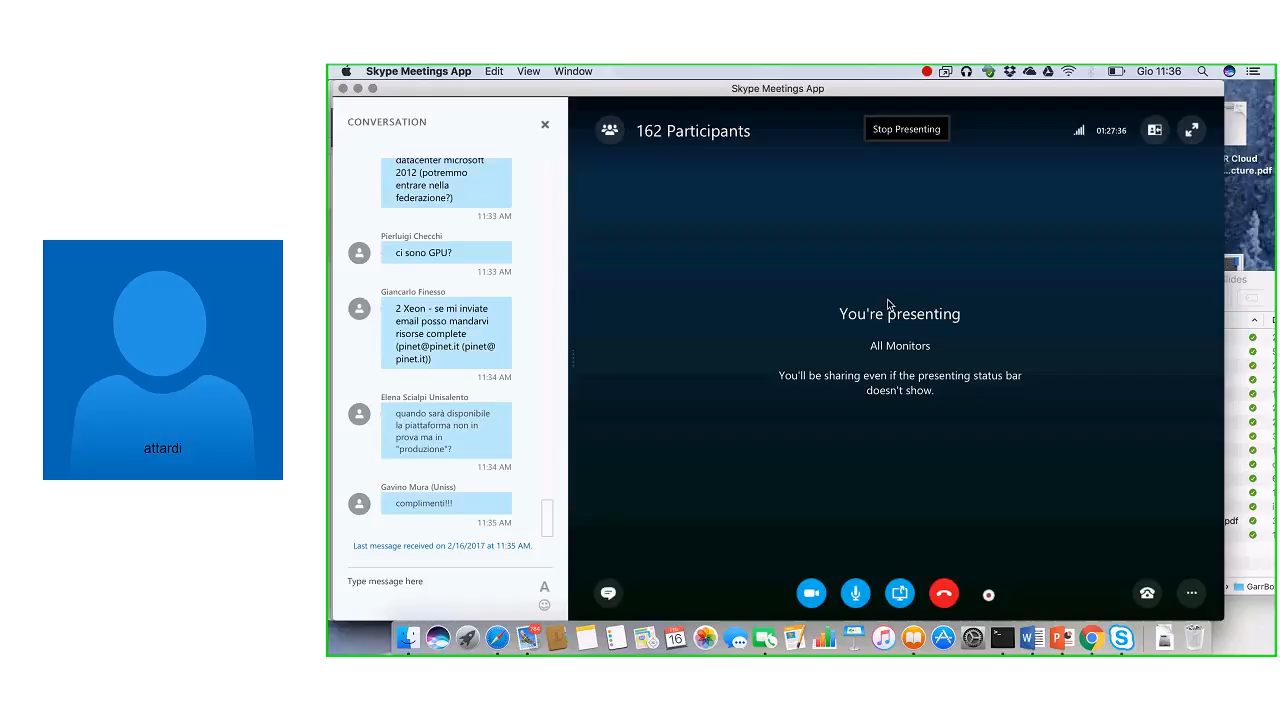 Skype Meetings App Edit View Window
Gio 11:36
Skype Meetings App
CONVERSATION
datacenter microsoft
2012 (potremmo
entrare nella
federazione?)
11:33 AM
Pierluigi Checchi
ci sono GPU?
11:33 AM
Giancarlo Finesso
2 Xeon - se mi inviate
email posso mandarvi
risorse complete
(pinet@pinet.it (pinet@
pinet.it))
11:34 AM
Elena Scialpi Unisalento
quando sarà disponibile
la piattaforma non in
prova ma in
"produzione"?
11:34 AM
Gavino Mura (Uniss)
complimenti!!!
11:35 AM
Last message received on 2/16/2017 at 11:35 AM.
Type message here
A
162 Participants
Stop Presenting
01:27:36
You're presenting
All Monitors
You'll be sharing even if the presenting status bar
doesn't show.
R Cloud
...cture.pdf
lides
pdf
GarrBo
attardi
16